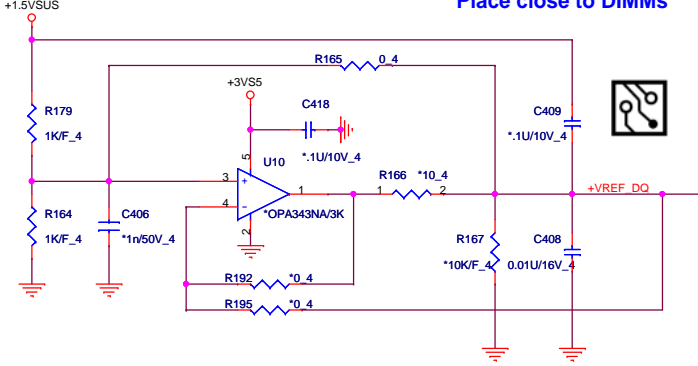 Place close to DIMMs
+1.5VSUS
R165
0_4
+3VS5
R179
1K/F_4
C418
*.1U/10V_4
C409
*.1U/10V_4
5
U10
3
+
1
4
-
*OPA343NA/3K
2
R166
*10_4
1
2
+VREF_DQ
R164
1K/F_4
C406
*1n/50V_4
R167
*10K/F_4
C408
0.01U/16V_4
R192
*0_4
R195
*0_4